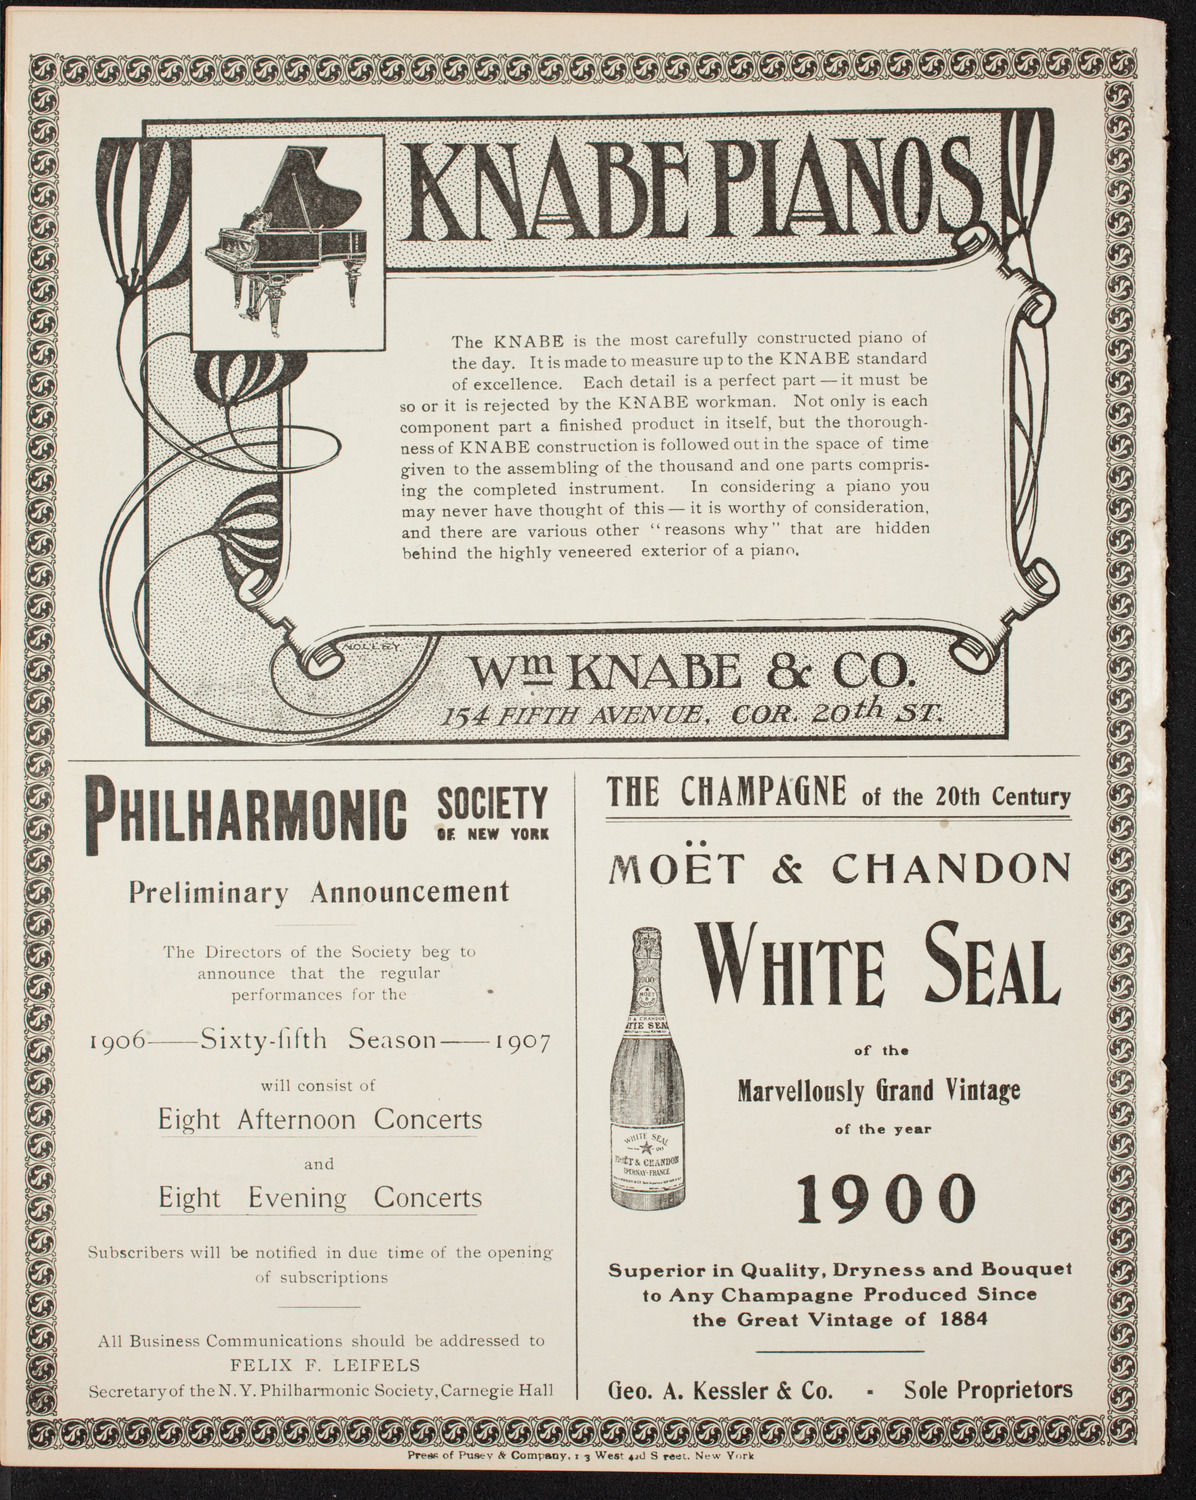 KNABE PIANOS
The KNABE is the most carefully constructed piano of
the day. It is made to measure up to the KNABE standard
of excellence. Each detail is a perfect part — it must be
so or it is rejected by the KNABE workman. Not only is each
component part a finished product in itself, but the thorough-
ness of KNABE construction is followed out in the space of time
given to the assembling of the thousand and one parts compris-
ing the completed instrument. In considering a piano you
may never have thought of this — it is worthy of consideration,
and there are various other "reasons why" that are hidden
behind the highly veneered exterior of a piano.
VOLLEY
Wm KNABE & CO.
154 FIFTH AVENUE, COR. 20th ST.
PHILHARMONIC SOCIETY
OF NEW YORK
Preliminary Announcement
The Directors of the Society beg to
announce that the regular
performances for the
1906—Sixty-fifth Season—1907
will consist of
Eight Afternoon Concerts
and
Eight Evening Concerts
Subscribers will be notified in due time of the opening
of subscriptions
All Business Communications should be addressed to
FELIX F. LEIFELS
Secretary of the N.Y. Philharmonic Society, Carnegie Hall
THE CHAMPAGNE of the 20th Century
MOËT & CHANDON
WHITE SEAL
of the
Marvellously Grand Vintage
of the year
1900
WHITE SEAL
MOËT & CHANDON
EPERNAY-FRANCE
Superior in Quality, Dryness and Bouquet
to Any Champagne Produced Since
the Great Vintage of 1884
Geo. A. Kessler & Co. - Sole Proprietors
Press of Pusey & Company, 1 3 West 42d S reet. New York